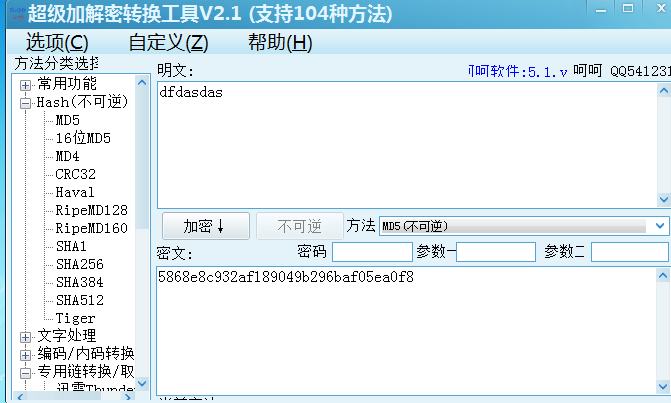 超级加解密转换工具V2.1 (支持104种方法)
选项(C) 自定义(Z) 帮助(H)
方法分类选择
明文: 呵软件:5.1.v 呵呵 QQ541231
常用功能
dfdasdas
Hash(不可逆)
MD5
16位MD5
MD4
CRC32
Haval
RipeMD128
RipeMD160
加密↓ 不可逆 方法 MD5(不可逆)
SHA1
密文: 密码 参数一 参数二
SHA256
5868e8c932af189049b296baf05ea0f8
SHA384
SHA512
Tiger
文字处理
编码/内码转换
专用链转换/取
迅雷Thunde